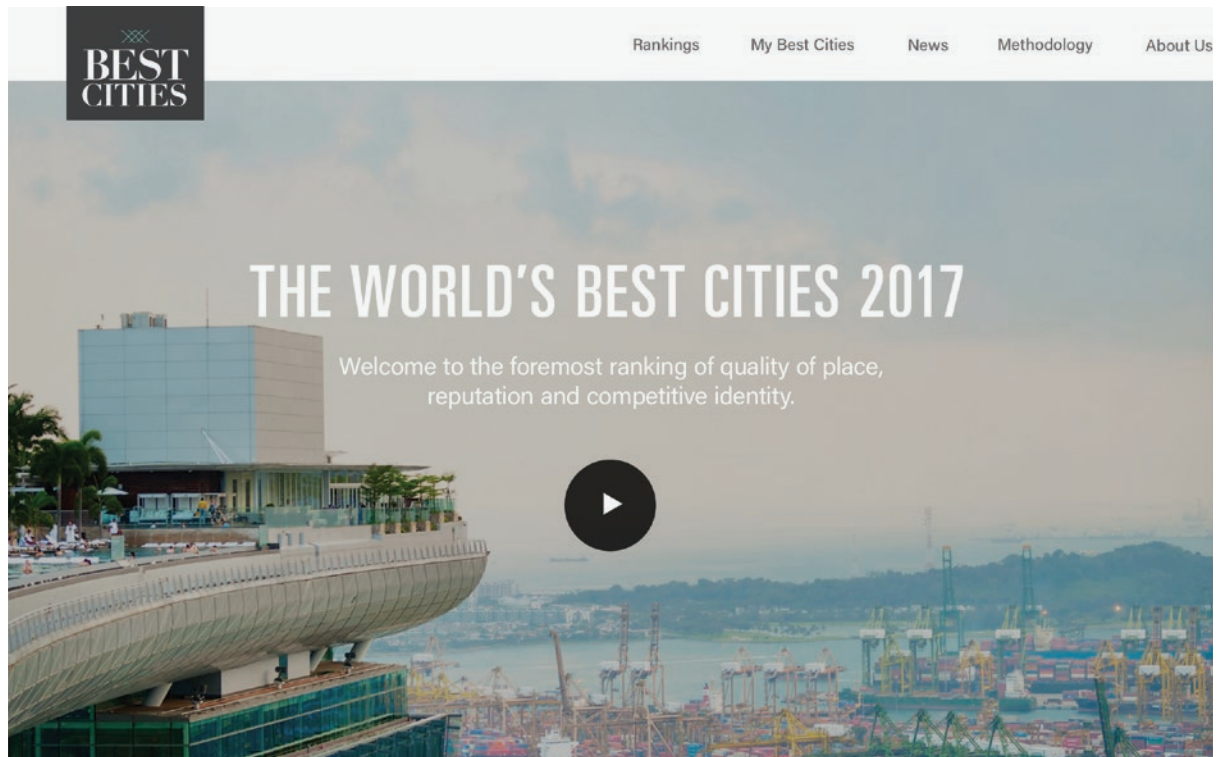 BEST
CITIES
Rankings My Best Cities News Methodology About Us
THE WORLD'S BEST CITIES 2017
Welcome to the foremost ranking of quality of place,
reputation and competitive identity.